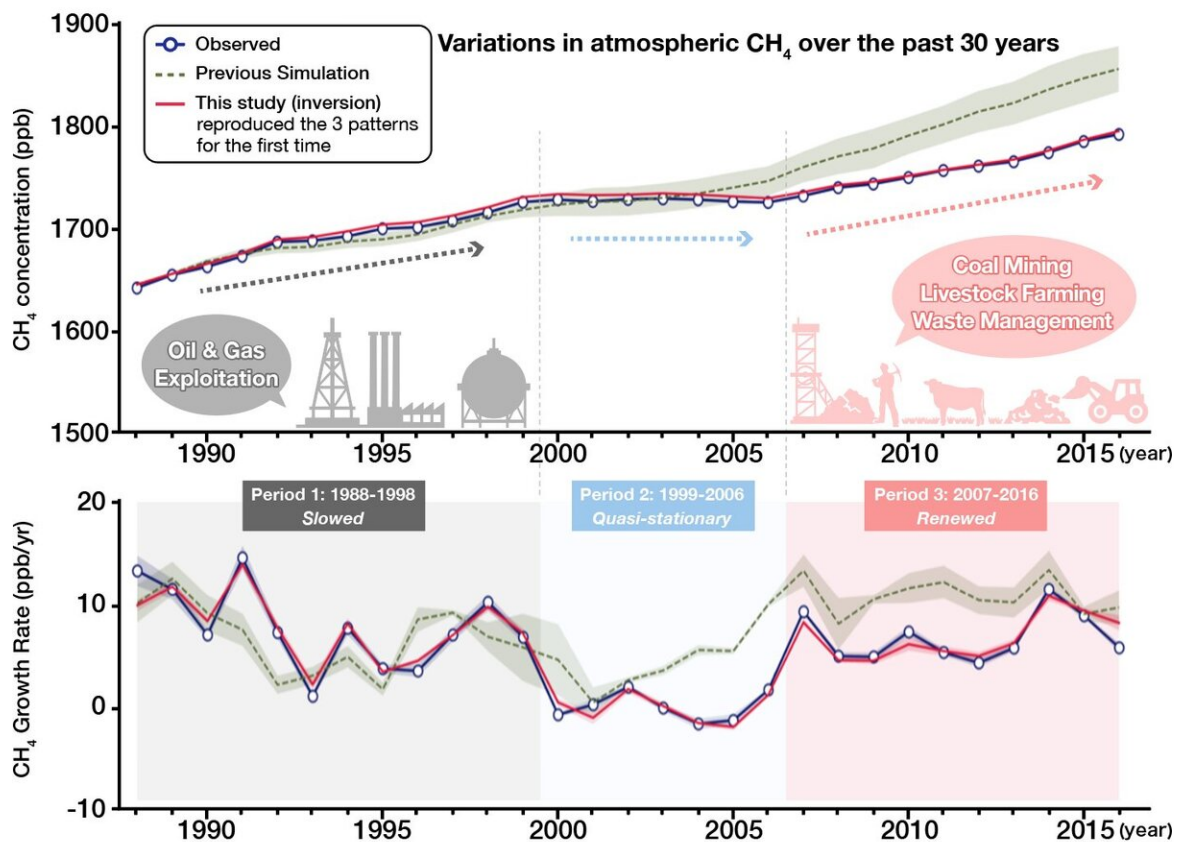 Variations in atmospheric CH₄ over the past 30 years
Observed
Previous Simulation
This study (inversion)
reproduced the 3 patterns
for the first time
CH₄ concentration (ppb)
1900
1800
1700
1600
1500
Oil & Gas
Exploitation
Coal Mining
Livestock Farming
Waste Management
1990 1995 2000 2005 2010 2015 (year)
Period 1: 1988-1998
Slowed
Period 2: 1999-2006
Quasi-stationary
Period 3: 2007-2016
Renewed
CH₄ Growth Rate (ppb/yr)
20
10
0
-10
1990 1995 2000 2005 2010 2015 (year)